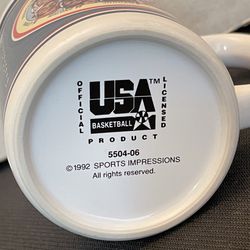 OFFICIAL
USA™
LICENSED
BASKETBALL
PRODUCT
5504-06
©1992 SPORTS IMPRESSIONS
All rights reserved.